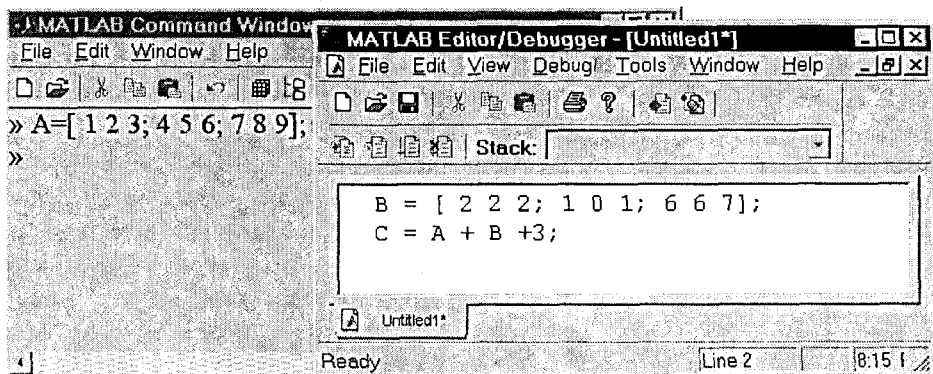 MATLAB Command Window
File Edit Window Help
» A=[ 1 2 3; 4 5 6; 7 8 9];
»
MATLAB Editor/Debugger - [Untitled1*]
File Edit View Debug Tools Window Help
Stack:
B = [ 2 2 2; 1 0 1; 6 6 7];
C = A + B +3;
Untitled1*
Ready
Line 2
8:15